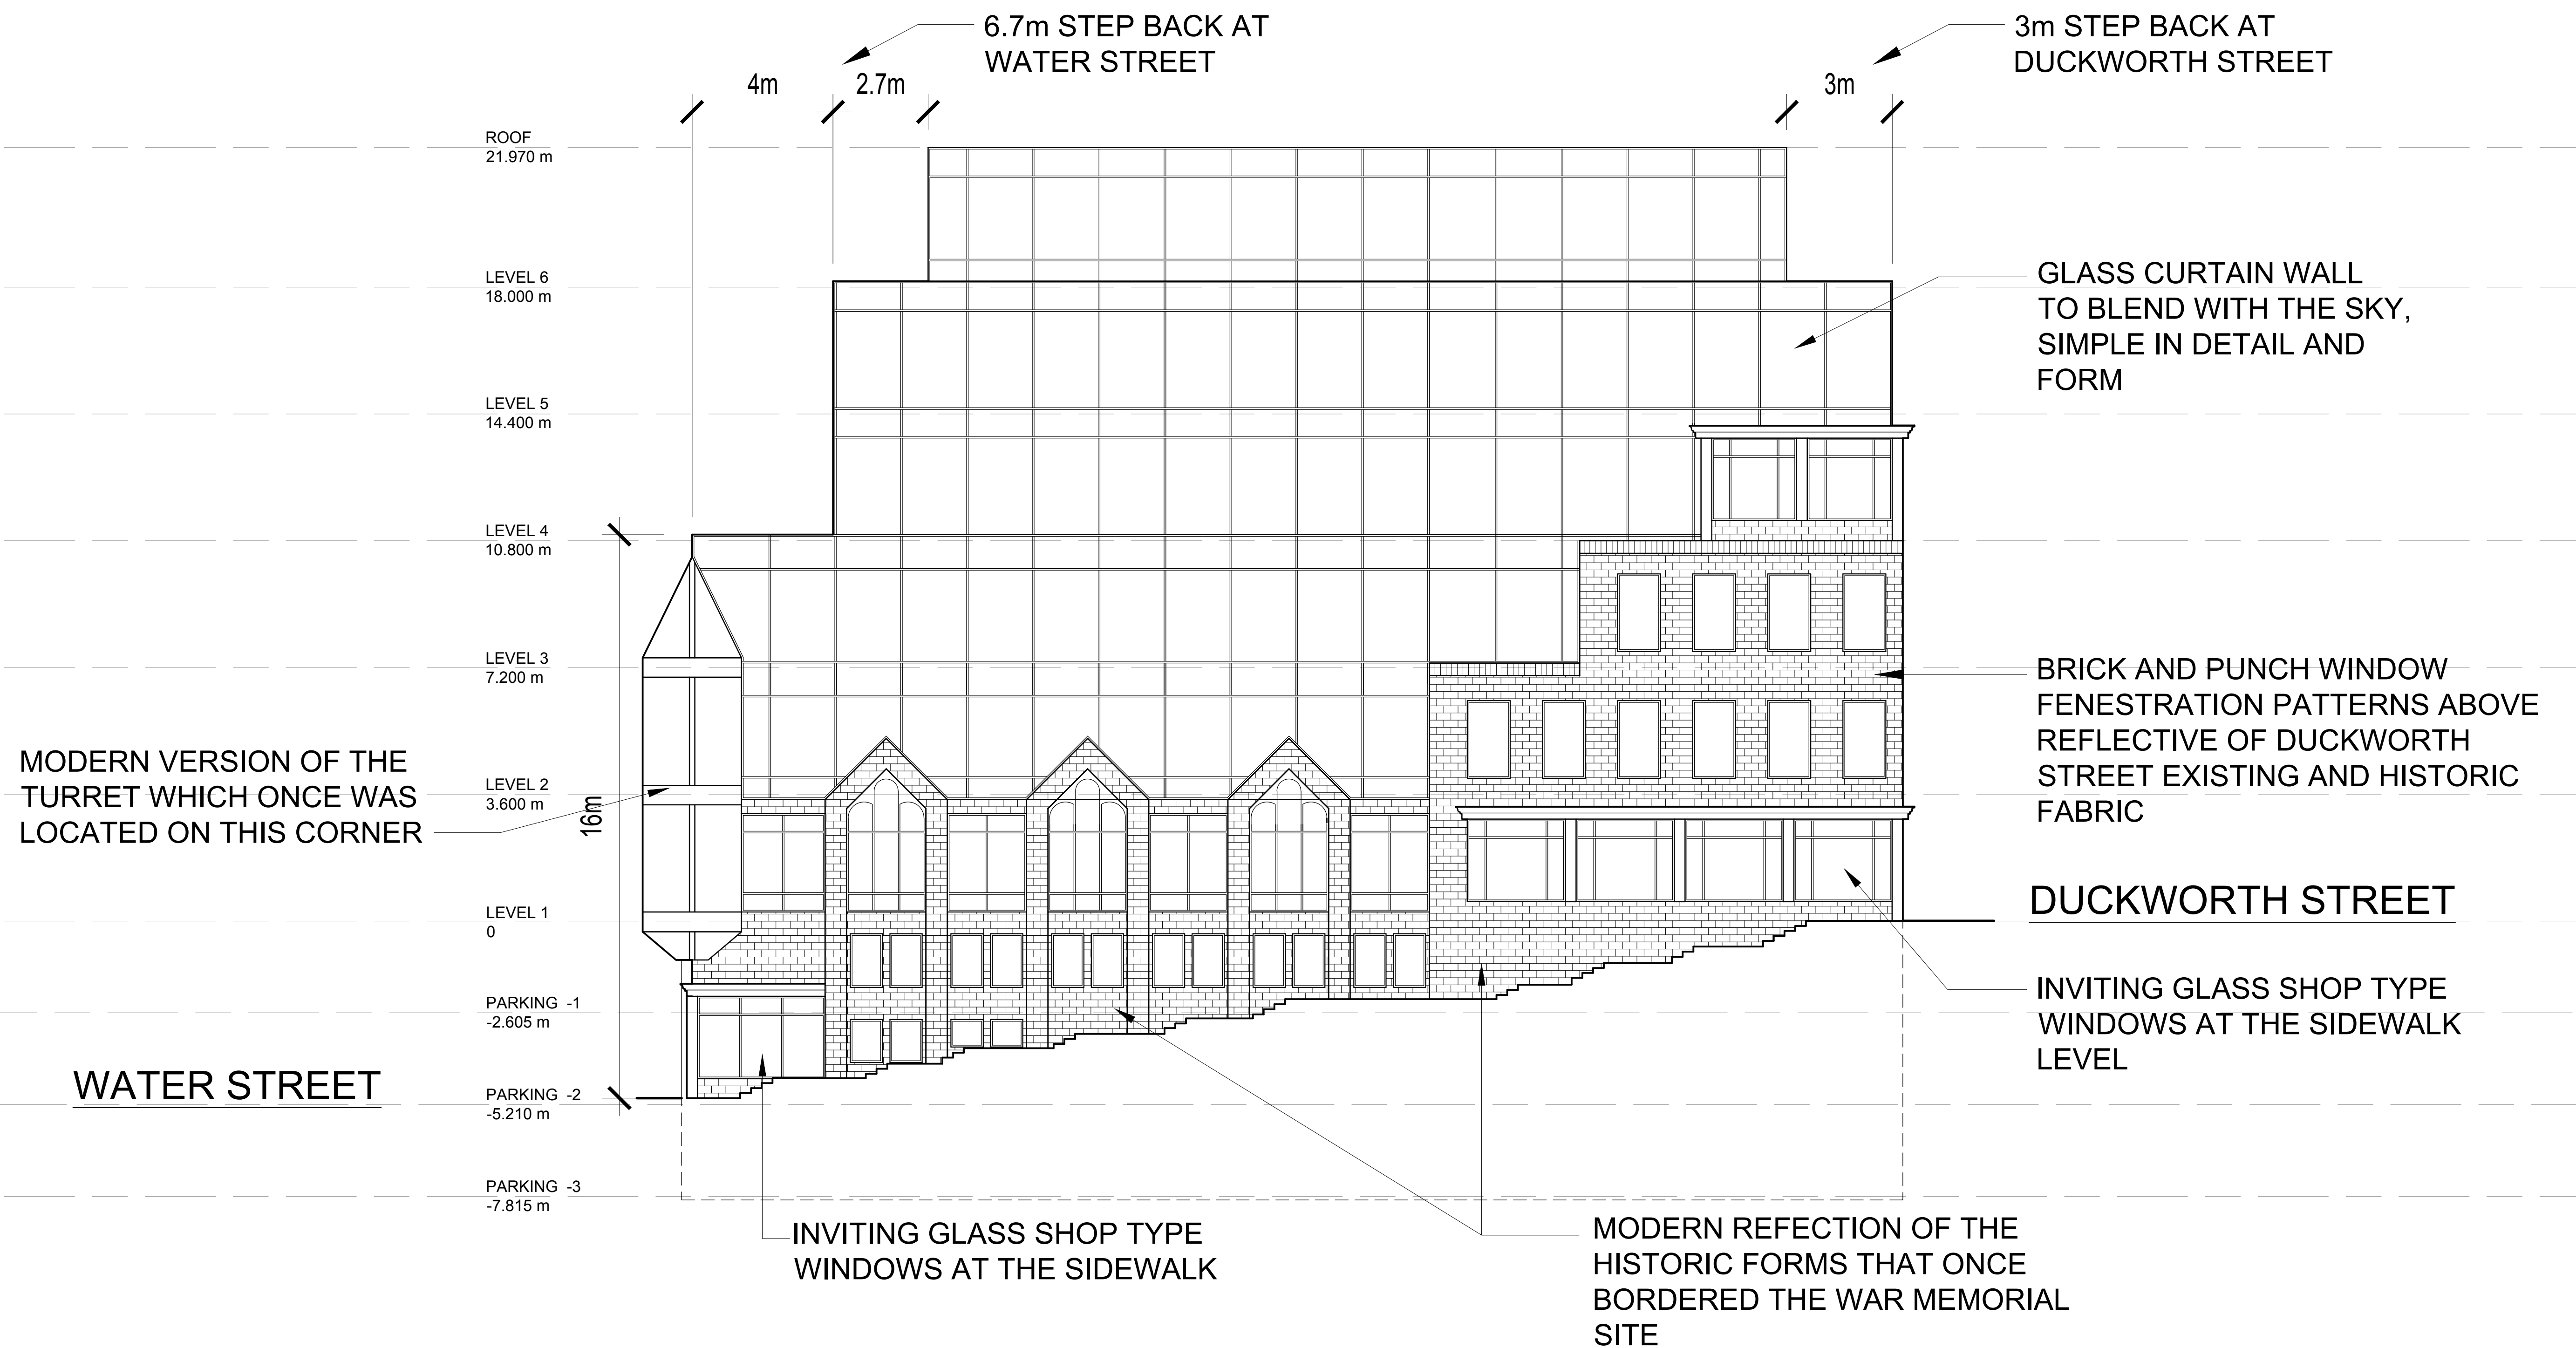 6.7m STEP BACK AT
WATER STREET
3m STEP BACK AT
DUCKWORTH STREET
4m
2.7m
3m
ROOF
21.970 m
LEVEL 6
18.000 m
GLASS CURTAIN WALL
TO BLEND WITH THE SKY,
SIMPLE IN DETAIL AND
FORM
LEVEL 5
14.400 m
LEVEL 4
10.800 m
LEVEL 3
7.200 m
BRICK AND PUNCH WINDOW
FENESTRATION PATTERNS ABOVE
REFLECTIVE OF DUCKWORTH
STREET EXISTING AND HISTORIC
FABRIC
MODERN VERSION OF THE
TURRET WHICH ONCE WAS
LOCATED ON THIS CORNER
LEVEL 2
3.600 m
16m
LEVEL 1
0
DUCKWORTH STREET
INVITING GLASS SHOP TYPE
WINDOWS AT THE SIDEWALK
LEVEL
PARKING -1
-2.605 m
WATER STREET
PARKING -2
-5.210 m
PARKING -3
-7.815 m
INVITING GLASS SHOP TYPE
WINDOWS AT THE SIDEWALK
MODERN REFECTION OF THE
HISTORIC FORMS THAT ONCE
BORDERED THE WAR MEMORIAL
SITE